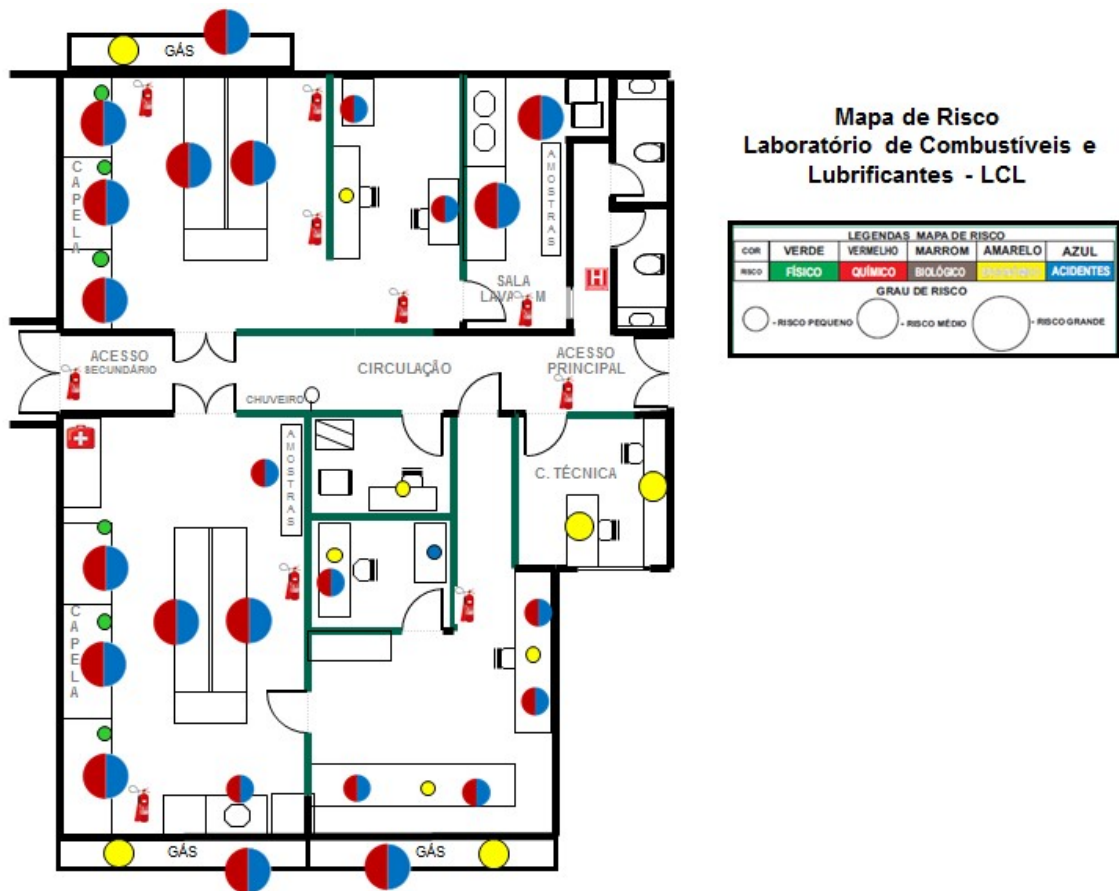 GÁS
Mapa de Risco
Laboratório de Combustíveis e
Lubrificantes - LCL
LEGENDAS MAPA DE RISCO
COR VERDE VERMELHO MARROM AMARELO AZUL
RISCO FÍSICO QUÍMICO BIOLÓGICO ACIDENTES
GRAU DE RISCO
- RISCO PEQUENO - RISCO MÉDIO - RISCO GRANDE
CAPELA
AMOSTRAS
SALA
H
ACESSO
SECUNDÁRIO
CIRCULAÇÃO
ACESSO
PRINCIPAL
CHUVEIRO
AMOSTRAS
C. TÉCNICA
CAPELA
GÁS
GÁS